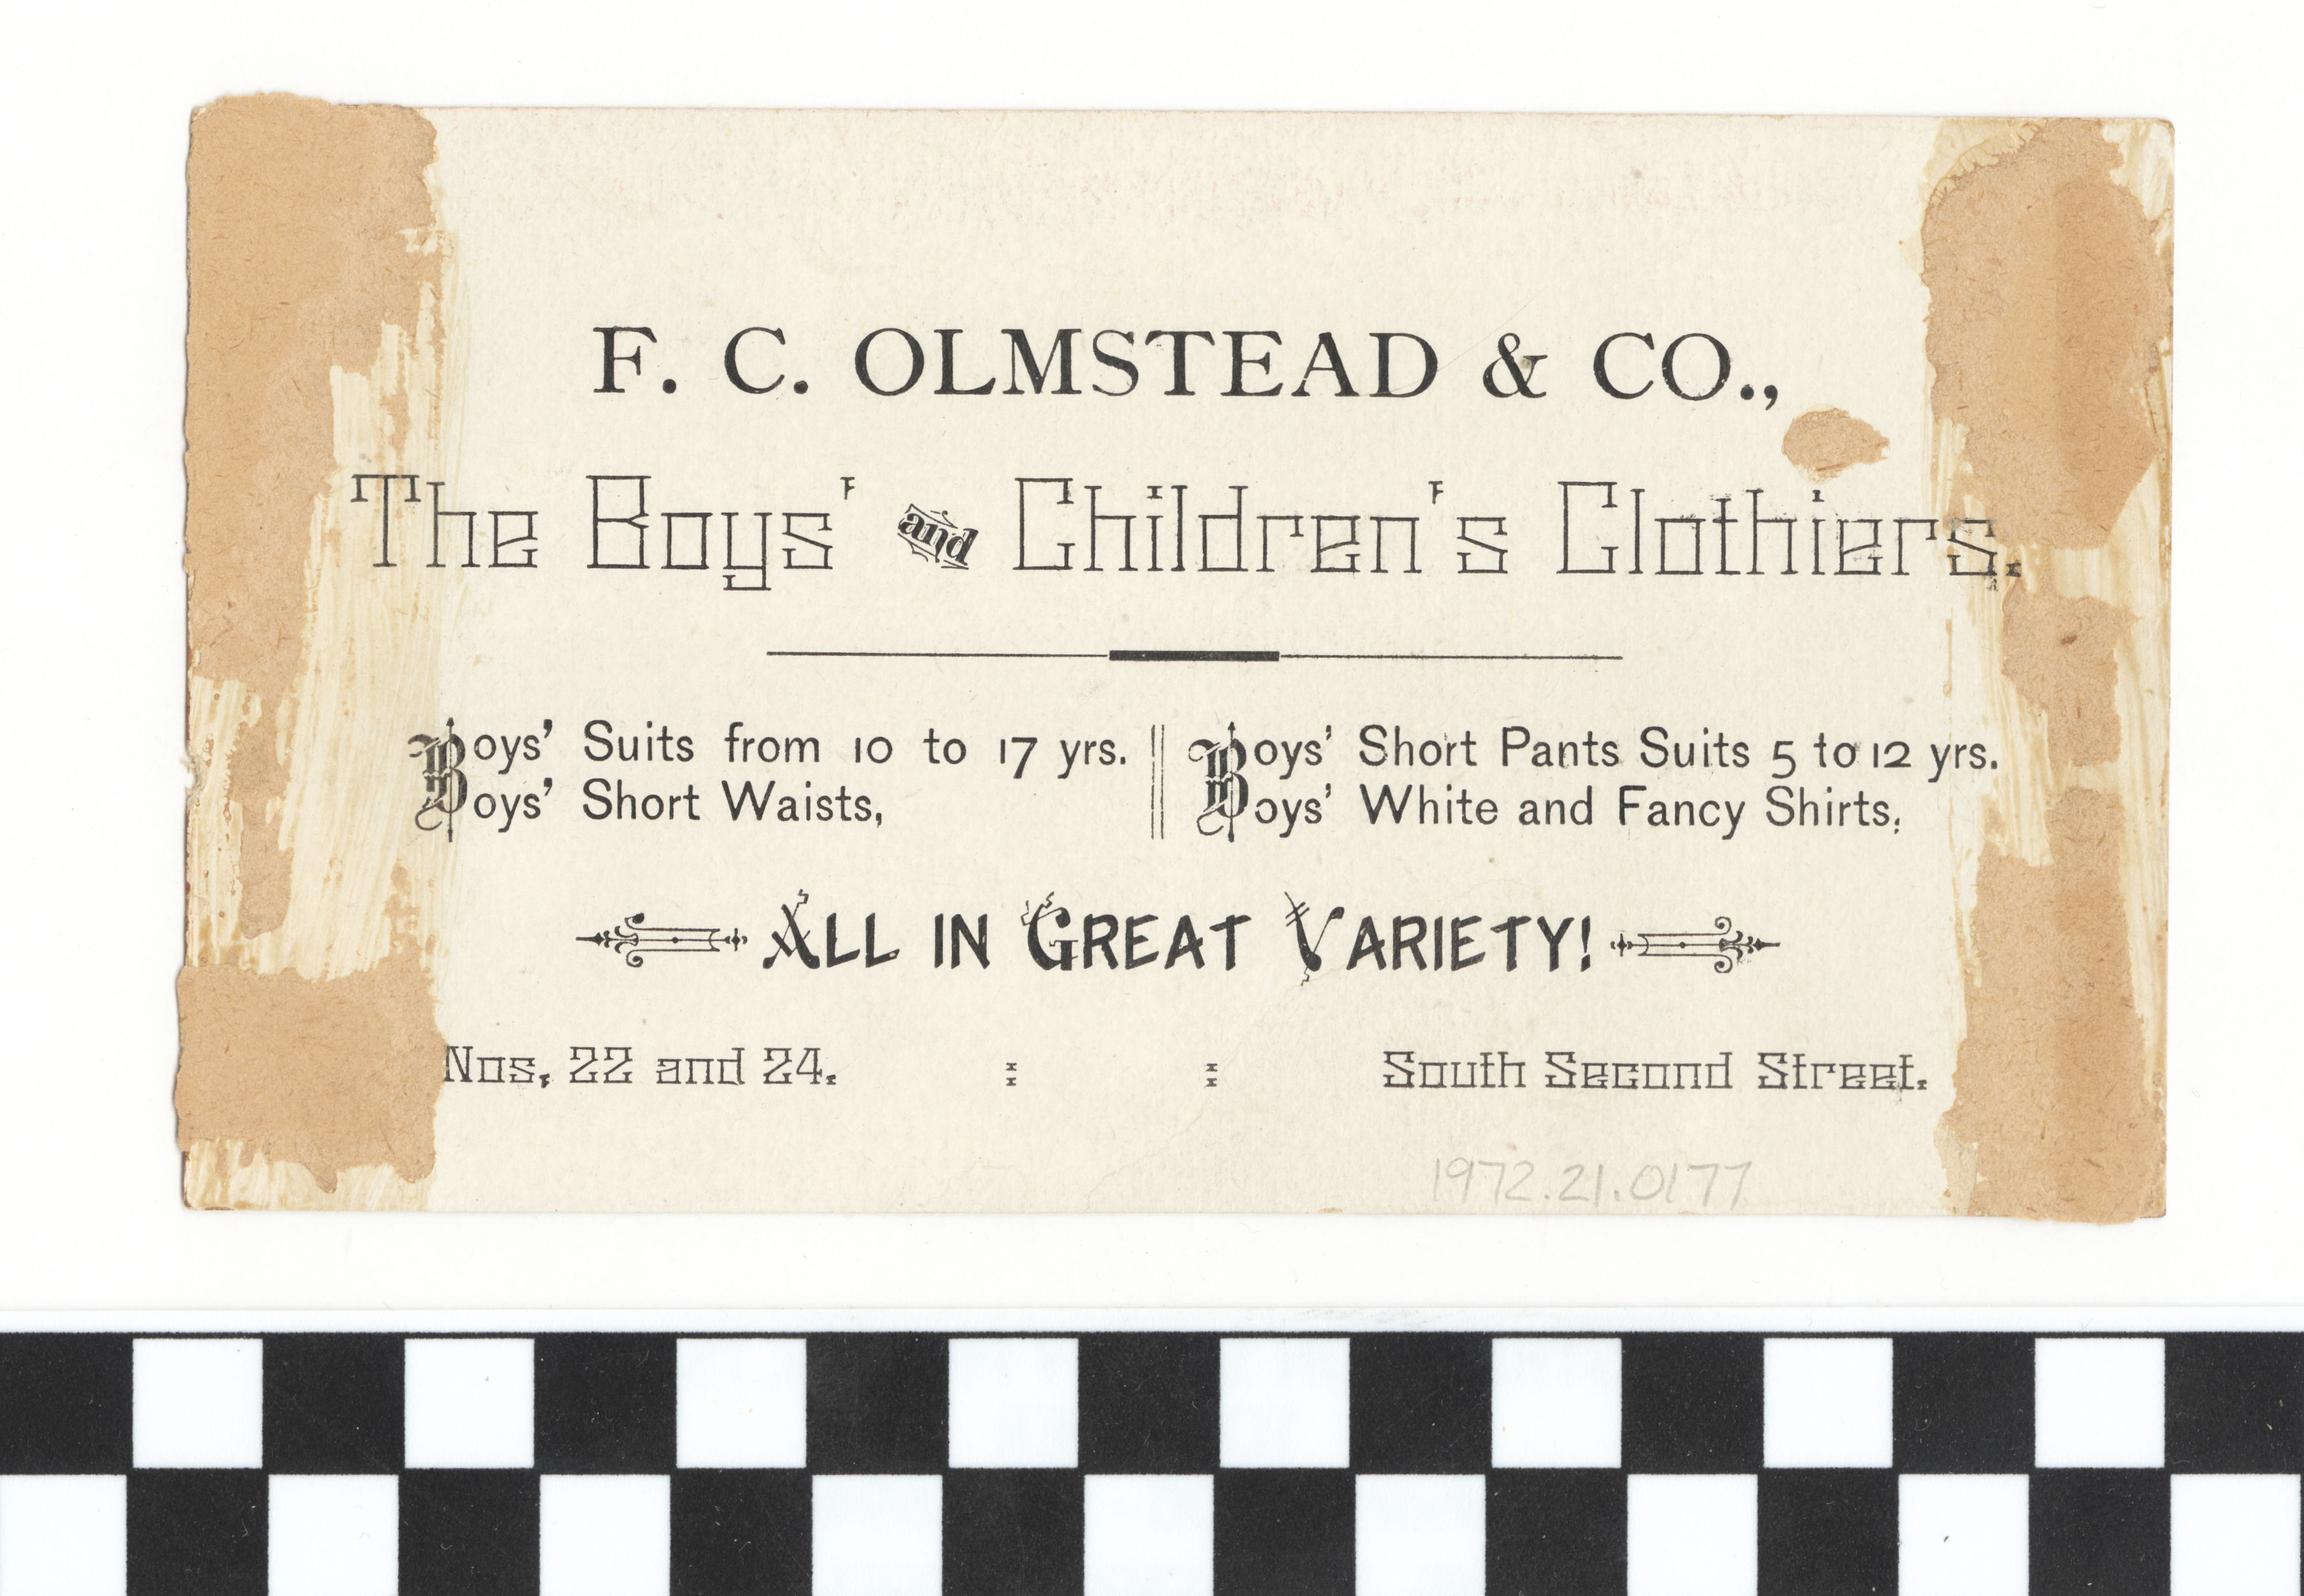 F. C. OLMSTEAD & CO.,
The Boys' and Children's Clothiers.
Boys' Suits from 10 to 17 yrs.
Boys' Short Waists,
Boys' Short Pants Suits 5 to 12 yrs.
Boys' White and Fancy Shirts,
ALL IN GREAT VARIETY!
Nos, 22 and 24. : : South Second Street.
1972.21.0177